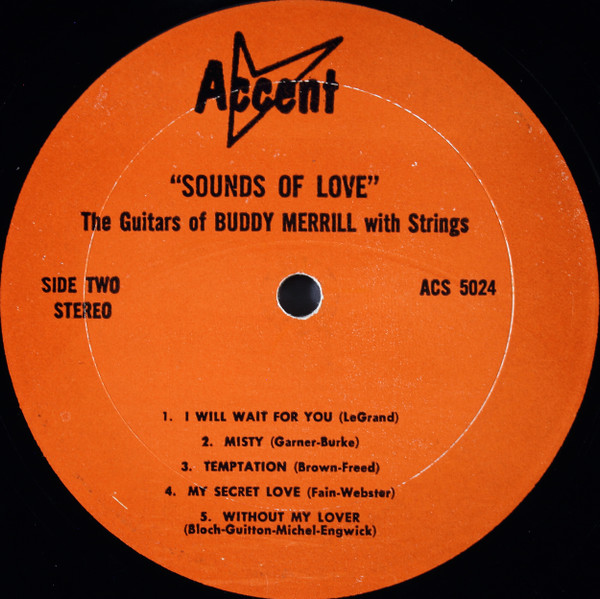 Accent
"SOUNDS OF LOVE"
The Guitars of BUDDY MERRILL with Strings
SIDE TWO
STEREO
ACS 5024
1. I WILL WAIT FOR YOU (LeGrand)
2. MISTY (Garner-Burke)
3. TEMPTATION (Brown-Freed)
4. MY SECRET LOVE (Fain-Webster)
5. WITHOUT MY LOVER
(Bloch-Guitton-Michel-Engwick)